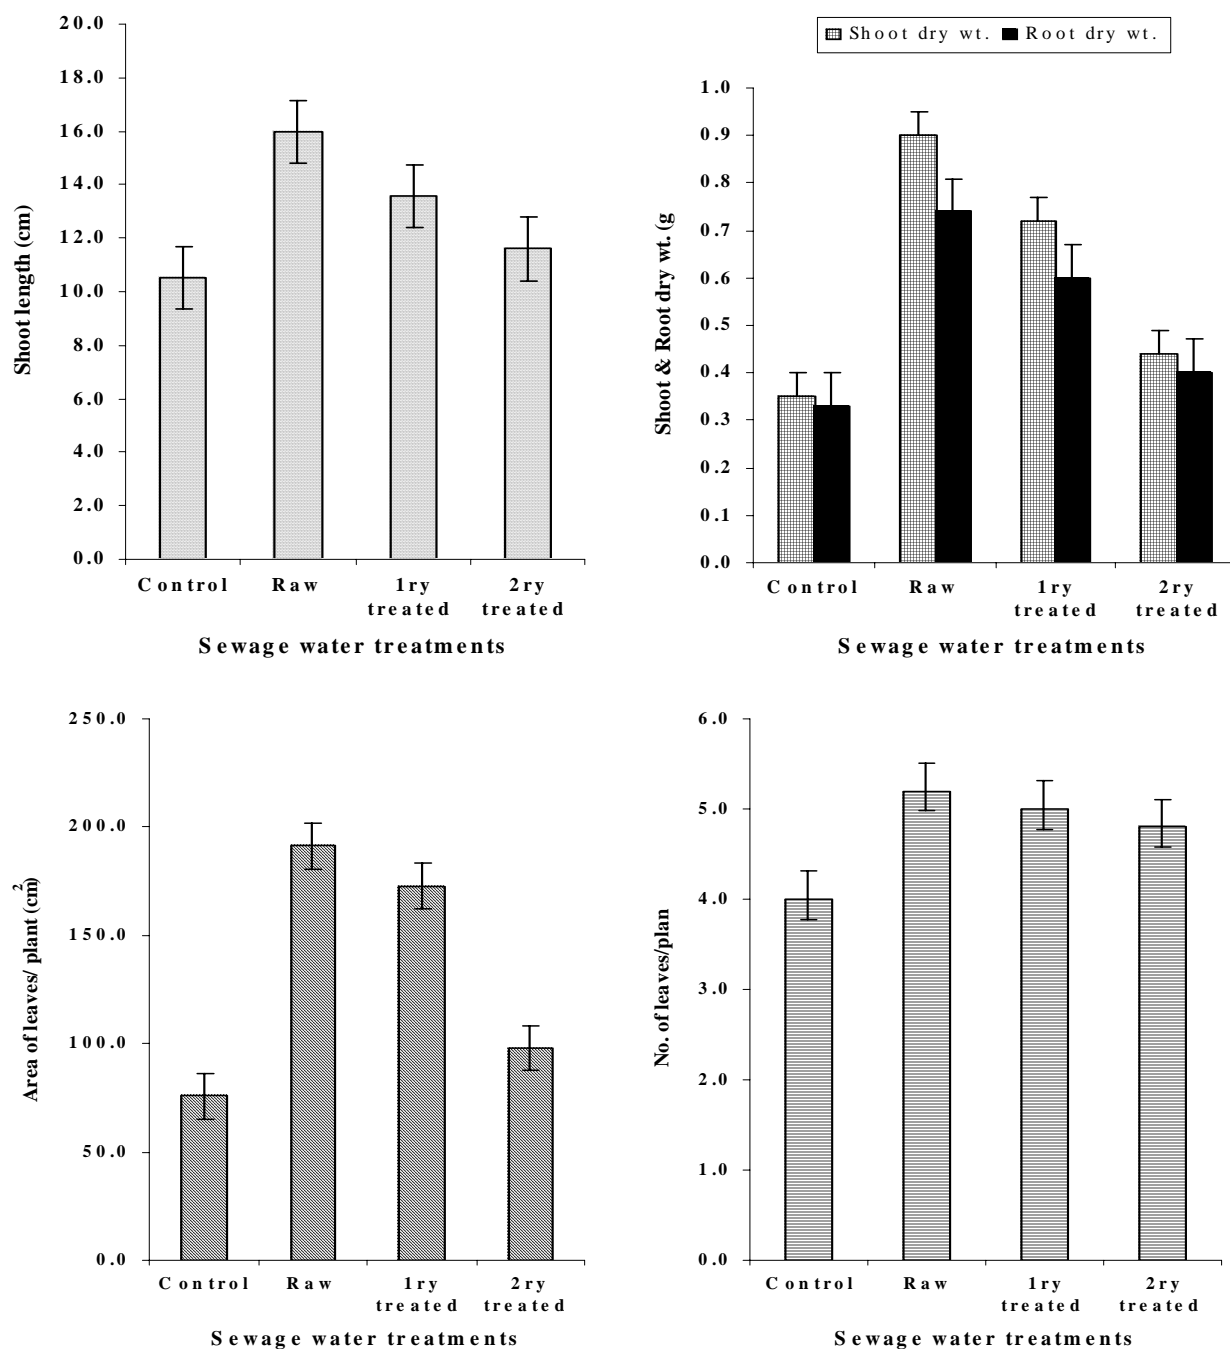 20.0
18.0
16.0
14.0
12.0
10.0
8.0
6.0
4.0
2.0
0.0
Shoot length (cm)
Control Raw 1ry 2ry
treated treated
Sewage water treatments
Shoot dry wt. Root dry wt.
1.0
0.9
0.8
0.7
0.6
0.5
0.4
0.3
0.2
0.1
0.0
Shoot & Root dry wt. (g
Control Raw 1ry 2ry
treated treated
Sewage water treatments
250.0
200.0
150.0
100.0
50.0
0.0
Area of leaves/ plant (cm²
Control Raw 1ry 2ry
treated treated
Sewage water treatments
6.0
5.0
4.0
3.0
2.0
1.0
0.0
No. of leaves/plan
Control Raw 1ry 2ry
treated treated
Sewage water treatments